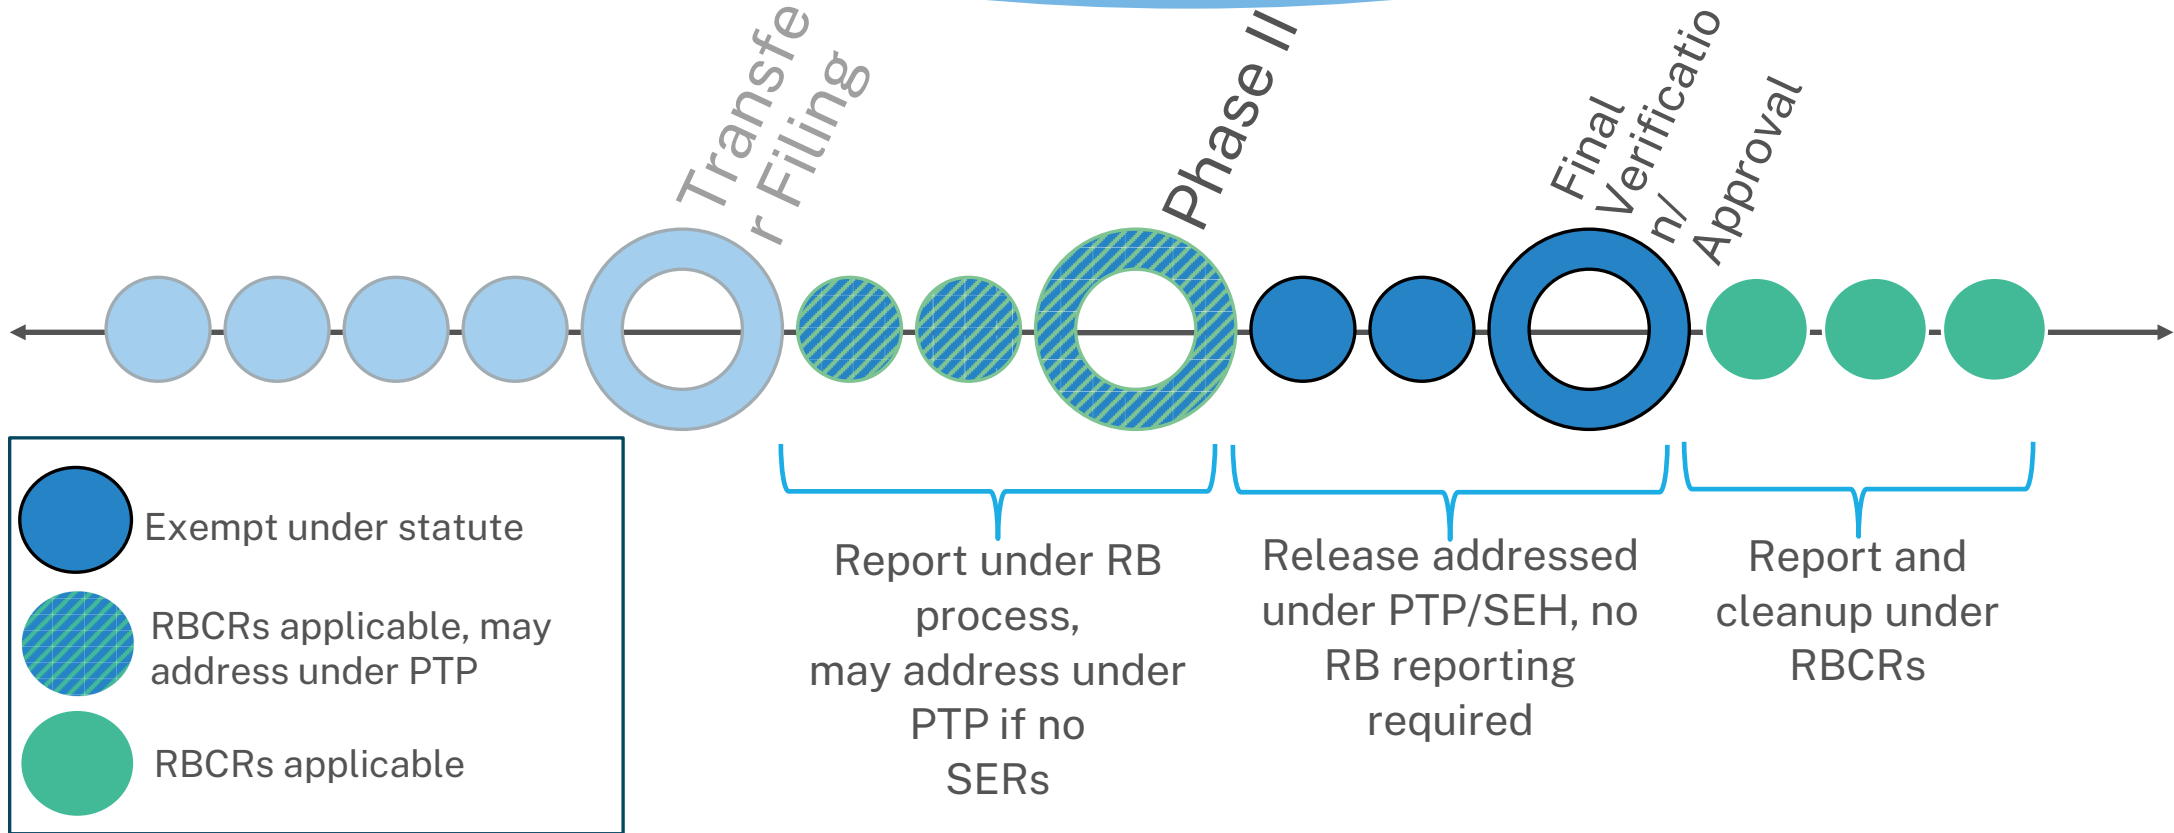 Transfe
r Filing
Phase II
Final
Verificatio
n/
Approval
Exempt under statute
RBCRs applicable, may
address under PTP
RBCRs applicable
Report under RB
process,
may address under
PTP if no
SERs
Release addressed
under PTP/SEH, no
RB reporting
required
Report and
cleanup under
RBCRs